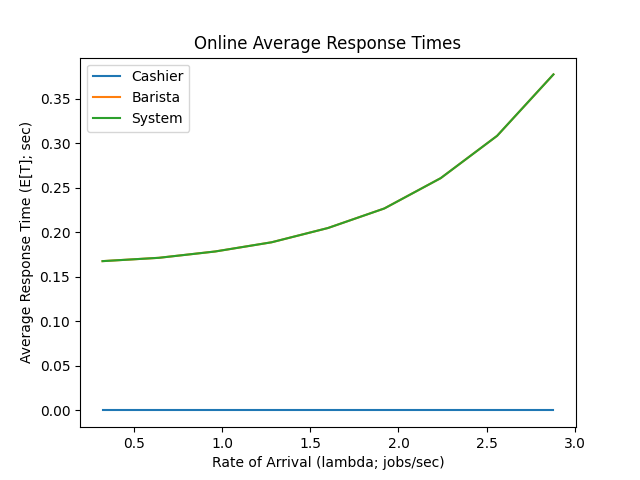 Online Average Response Times
Cashier
Barista
System
Average Response Time (E[T]; sec)
0.35
0.30
0.25
0.20
0.15
0.10
0.05
0.00
0.5
1.0
1.5
2.0
2.5
3.0
Rate of Arrival (lambda; jobs/sec)